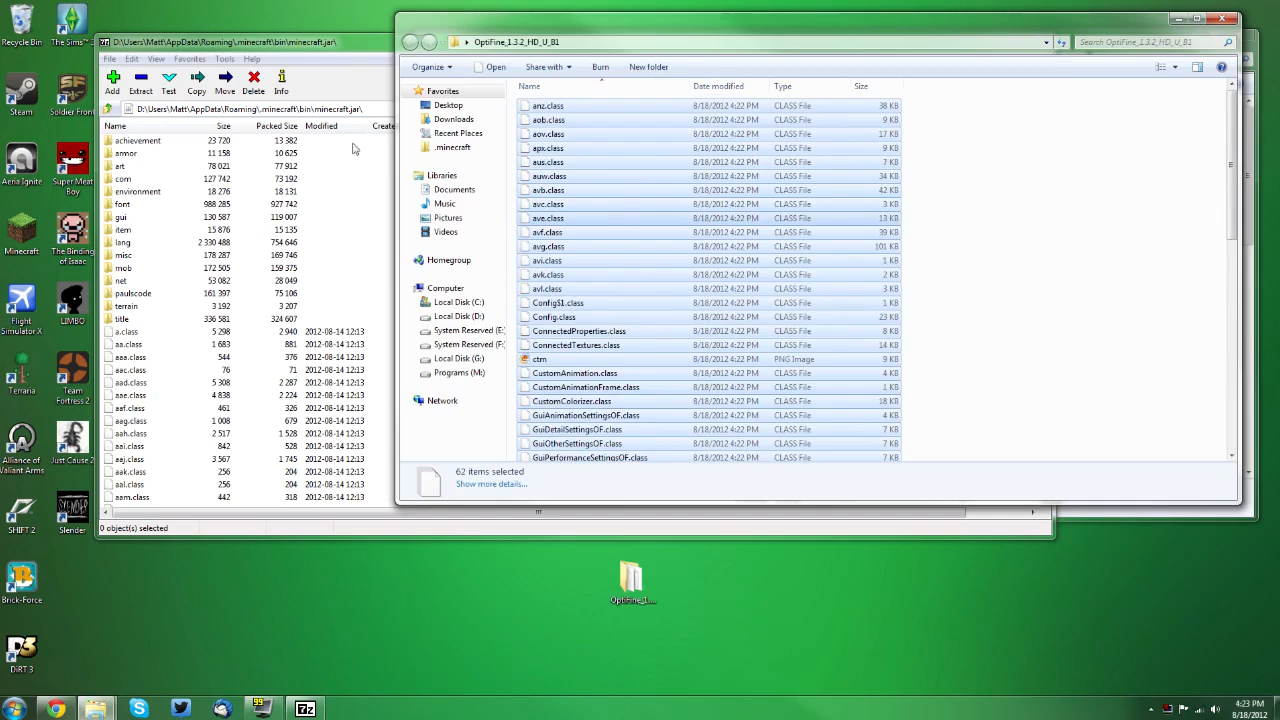 Recycle Bin
The Sims™ 3
Steam
Soldier Front
Aeria Ignite
Super Meat Boy
Minecraft
The Binding of Isaac
Flight Simulator X
LIMBO
Terraria
Team Fortress 2
Alliance of Valiant Arms
Just Cause 2
SHIFT 2
Slender
Brick-Force
DiRT 3
D:\Users\Matt\AppData\Roaming\.minecraft\bin\minecraft.jar\
File Edit View Favorites Tools Help
Add Extract Test Copy Move Delete Info
D:\Users\Matt\AppData\Roaming\.minecraft\bin\minecraft.jar\
Name Size Packed Size Modified
achievement 23 720 13 382
armor 11 158 10 625
art 78 021 77 912
com 127 742 73 192
environment 18 276 18 131
font 988 285 927 742
gui 130 587 119 007
item 15 916 15 135
lang 2 330 488 754 646
misc 178 287 169 746
mob 172 505 159 375
net 53 082 28 049
paulscode 161 397 75 106
terrain 3 192 3 207
title 336 581 324 607
a.class 5 298 2 940 2012-08-14 12:13
aa.class 1 683 881 2012-08-14 12:13
aaa.class 544 376 2012-08-14 12:13
aac.class 76 71 2012-08-14 12:13
aad.class 5 308 2 287 2012-08-14 12:13
aae.class 4 838 2 224 2012-08-14 12:13
aaf.class 461 326 2012-08-14 12:13
aag.class 1 008 679 2012-08-14 12:13
aah.class 2 517 1 528 2012-08-14 12:13
aai.class 842 445 2012-08-14 12:13
aaj.class 3 565 1 738 2012-08-14 12:13
aak.class 256 204 2012-08-14 12:13
aal.class 256 204 2012-08-14 12:13
aam.class 442 318 2012-08-14 12:13
0 object(s) selected
OptiFine_1.3.2_HD_U_B1
Search OptiFine_1.3.2_HD_U_B1
Organize Open Share with Burn New folder
Favorites
Desktop
Downloads
Recent Places
.minecraft
Libraries
Documents
Music
Pictures
Videos
Homegroup
Computer
Local Disk (C:)
Local Disk (D:)
System Reserved (E:
System Reserved (F:
Local Disk (G:)
Programs (M:)
Network
Name Date modified Type Size
anz.class 8/18/2012 4:22 PM CLASS File 38 KB
aob.class 8/18/2012 4:22 PM CLASS File 9 KB
aov.class 8/18/2012 4:22 PM CLASS File 17 KB
apx.class 8/18/2012 4:22 PM CLASS File 9 KB
aus.class 8/18/2012 4:22 PM CLASS File 7 KB
auw.class 8/18/2012 4:22 PM CLASS File 3 KB
avb.class 8/18/2012 4:22 PM CLASS File 42 KB
avc.class 8/18/2012 4:22 PM CLASS File 4 KB
ave.class 8/18/2012 4:22 PM CLASS File 13 KB
avf.class 8/18/2012 4:22 PM CLASS File 39 KB
avg.class 8/18/2012 4:22 PM CLASS File 101 KB
avi.class 8/18/2012 4:22 PM CLASS File 1 KB
avk.class 8/18/2012 4:22 PM CLASS File 2 KB
avl.class 8/18/2012 4:22 PM CLASS File 1 KB
Config$1.class 8/18/2012 4:22 PM CLASS File 1 KB
Config.class 8/18/2012 4:22 PM CLASS File 23 KB
ConnectedProperties.class 8/18/2012 4:22 PM CLASS File 8 KB
ConnectedTextures.class 8/18/2012 4:22 PM CLASS File 14 KB
ctm 8/18/2012 4:22 PM PNG Image 9 KB
CustomAnimation.class 8/18/2012 4:22 PM CLASS File 4 KB
CustomAnimationFrame.class 8/18/2012 4:22 PM CLASS File 1 KB
CustomColorizer.class 8/18/2012 4:22 PM CLASS File 18 KB
GuiAnimationSettingsOF.class 8/18/2012 4:22 PM CLASS File 4 KB
GuiDetailSettingsOF.class 8/18/2012 4:22 PM CLASS File 7 KB
GuiOtherSettingsOF.class 8/18/2012 4:22 PM CLASS File 7 KB
GuiPerformanceSettingsOF.class 8/18/2012 4:22 PM CLASS File 7 KB
62 items selected
Show more details...
OptiFine_1....
99
7z
4:23 PM
8/18/2012